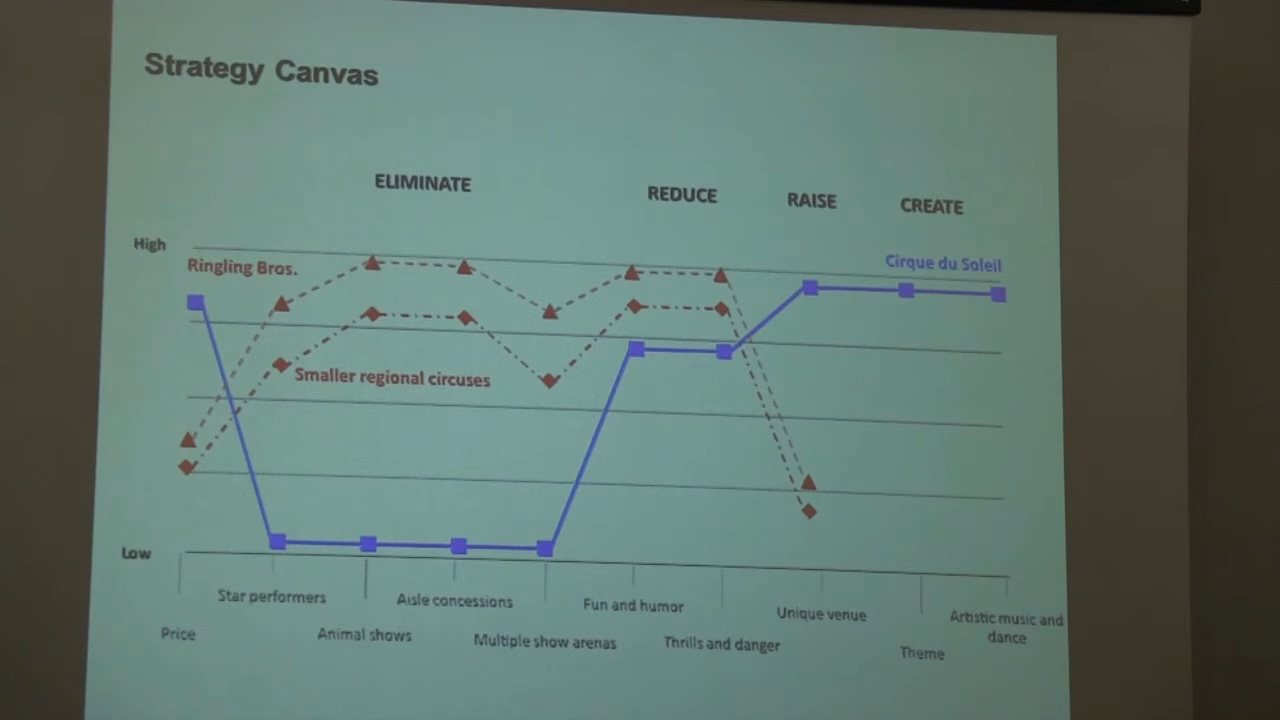 Strategy Canvas
ELIMINATE
REDUCE
RAISE
CREATE
High
Ringling Bros.
Cirque du Soleil
Smaller regional circuses
Low
Price
Star performers
Animal shows
Aisle concessions
Multiple show arenas
Fun and humor
Thrills and danger
Unique venue
Theme
Artistic music and
dance